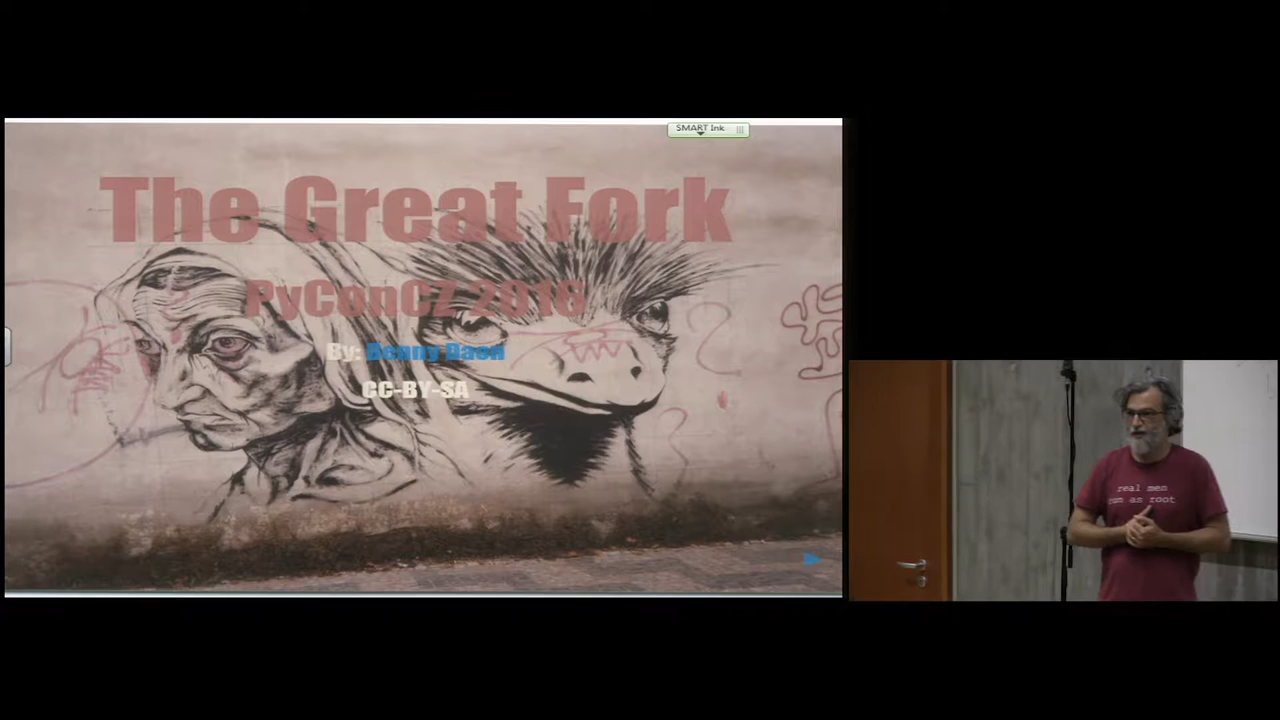 SMART Ink
The Great Fork
PyConCZ 2016
By: Benny Daon
CC-BY-SA
real men
run as root